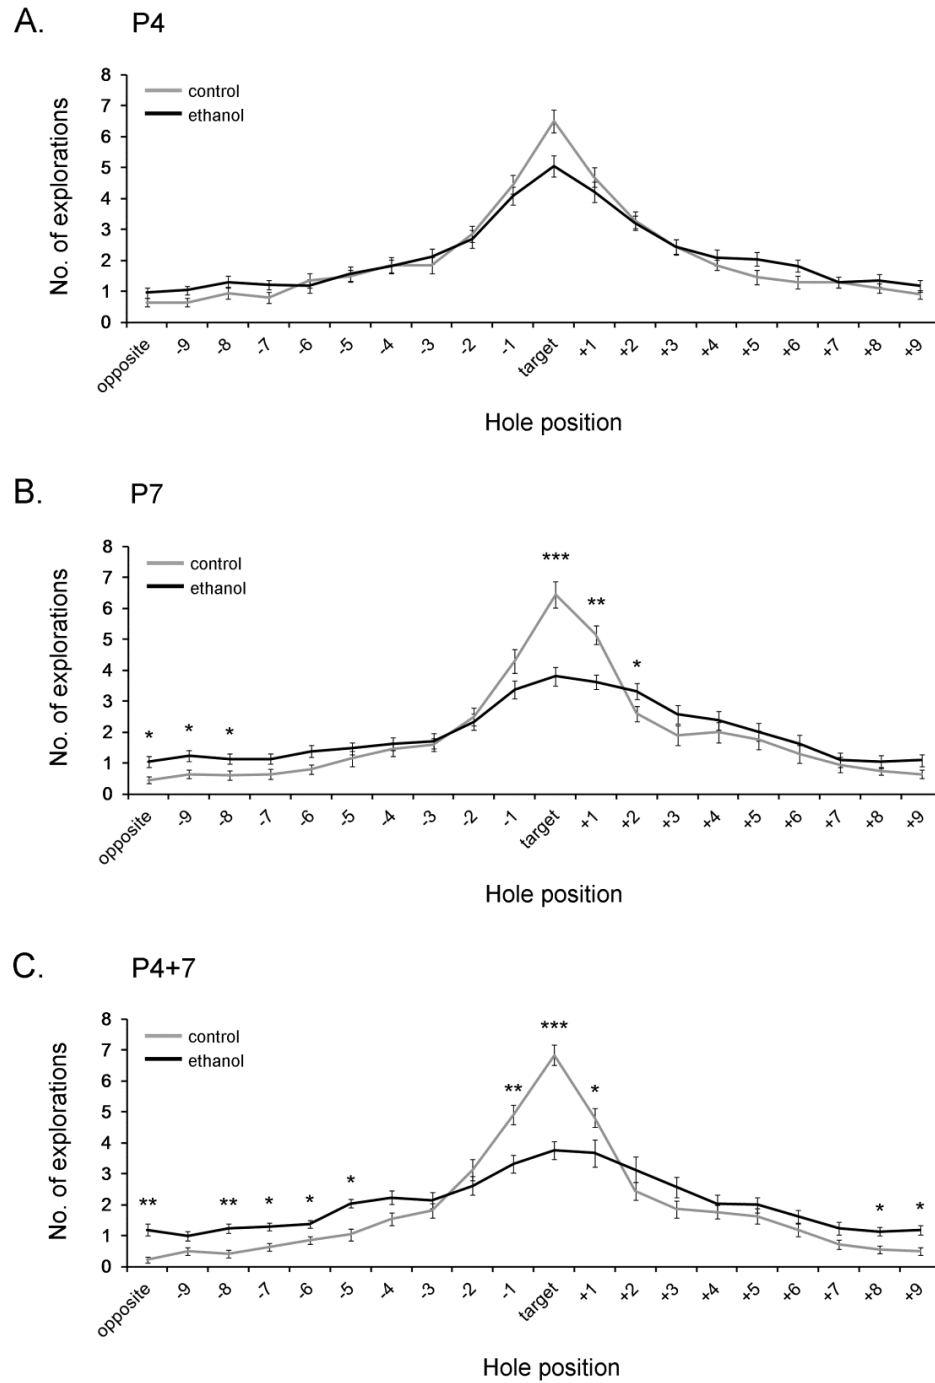 A. P4
8
7
6
5
4
3
2
1
0
No. of explorations
control
ethanol
opposite -9 -8 -7 -6 -5 -4 -3 -2 -1 target +1 +2 +3 +4 +5 +6 +7 +8 +9
Hole position
B. P7
8
7
6
5
4
3
2
1
0
No. of explorations
control
ethanol
***
**
*
* * *
opposite -9 -8 -7 -6 -5 -4 -3 -2 -1 target +1 +2 +3 +4 +5 +6 +7 +8 +9
Hole position
C. P4+7
8
7
6
5
4
3
2
1
0
No. of explorations
control
ethanol
***
** *
** ** * * * * *
opposite -9 -8 -7 -6 -5 -4 -3 -2 -1 target +1 +2 +3 +4 +5 +6 +7 +8 +9
Hole position